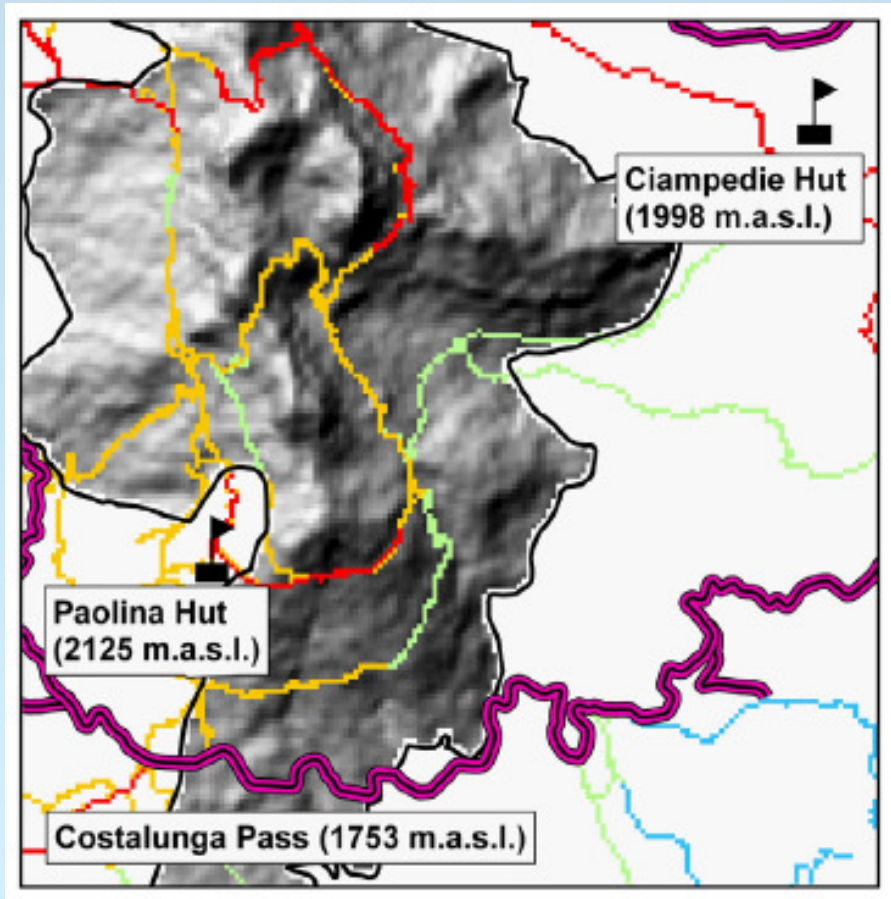 Ciampedie Hut
(1998 m.a.s.l.)
Paolina Hut
(2125 m.a.s.l.)
Costalunga Pass (1753 m.a.s.l.)